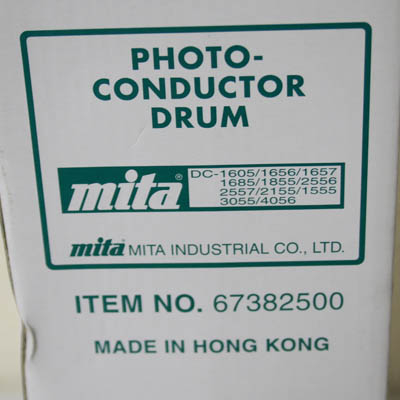 PHOTO-
CONDUCTOR
DRUM
mita® DC-1605/1656/1657
1685/1855/2556
2557/2155/1555
3055/4056
mita MITA INDUSTRIAL CO., LTD.
ITEM NO. 67382500
MADE IN HONG KONG